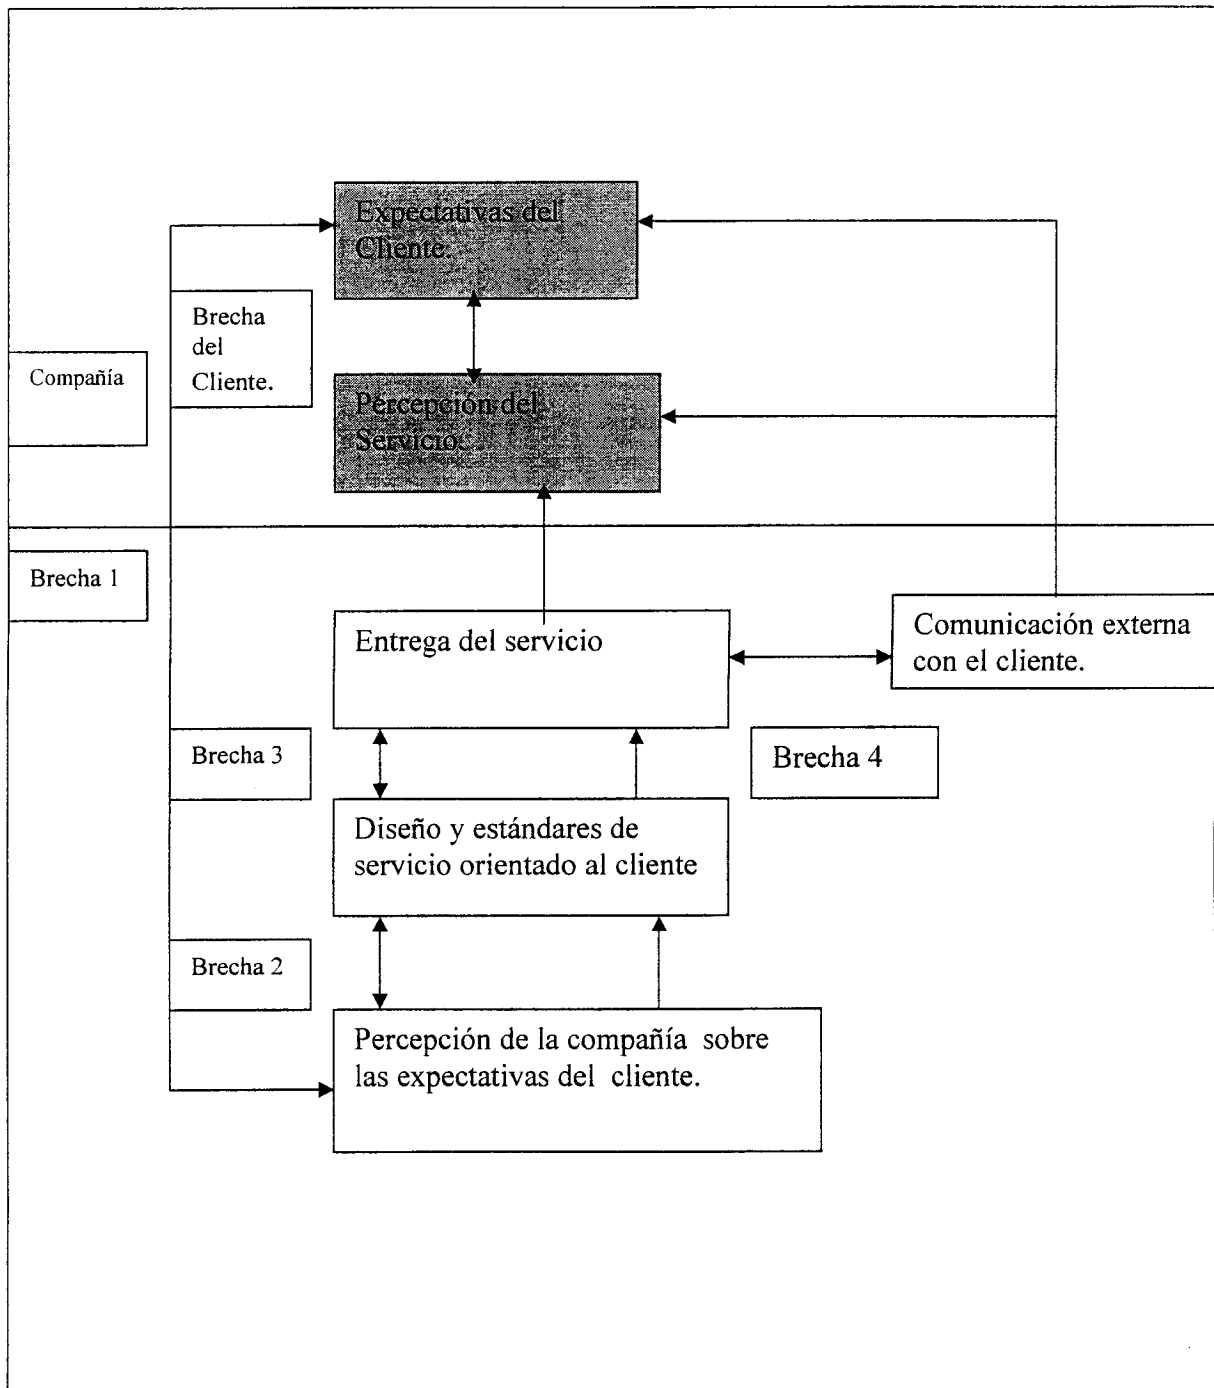 Expectativas del
Cliente.
Brecha
del
Cliente.
Compañía
Percepción del
Servicio.
Brecha 1
Entrega del servicio
Comunicación externa
con el cliente.
Brecha 3
Brecha 4
Diseño y estándares de
servicio orientado al cliente
Brecha 2
Percepción de la compañía sobre
las expectativas del cliente.